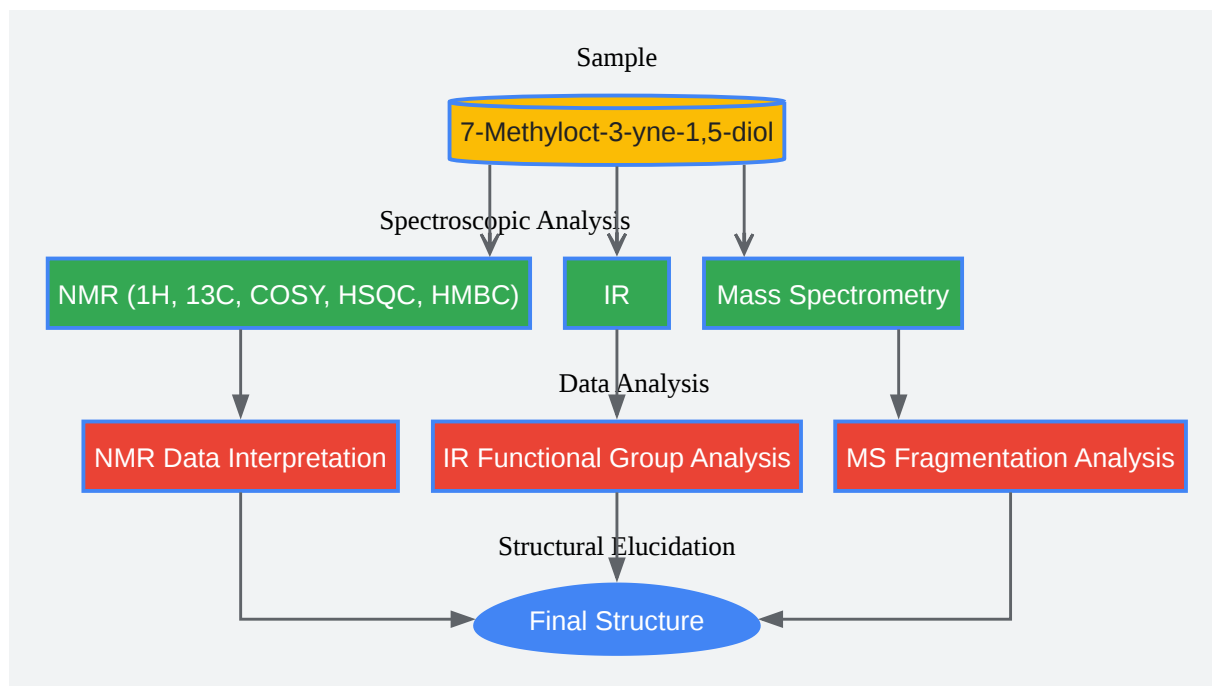 Sample
7-Methyloct-3-yne-1,5-diol
Spectroscopic Analysis
NMR (1H, 13C, COSY, HSQC, HMBC)
IR
Mass Spectrometry
Data Analysis
NMR Data Interpretation
IR Functional Group Analysis
MS Fragmentation Analysis
Structural Elucidation
Final Structure